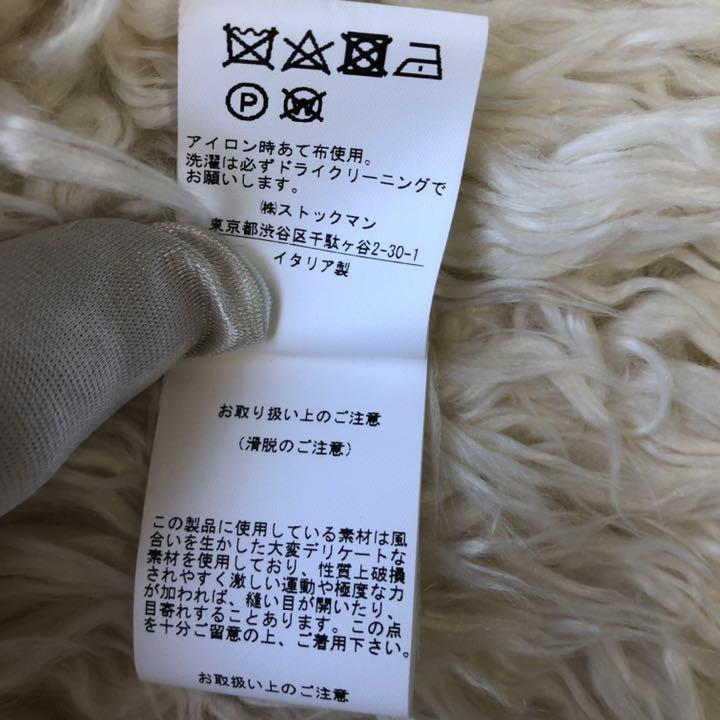 P W
アイロン時あて布使用。
洗濯は必ずドライクリーニングで
お願いします。
㈱ストックマン
東京都渋谷区千駄ヶ谷2-30-1
イタリア製
お取り扱い上のご注意
(滑脱のご注意)
この製品に使用している素材は風
合いを生かした大変デリケートな
素材を使用しており、性質上破損
されやすく激しい運動や極度な力
が加われば、縫い目が開いたり、
目寄れすることあります。この点
を十分ご留意の上、ご着用下さい。
お取り扱い上のご注意